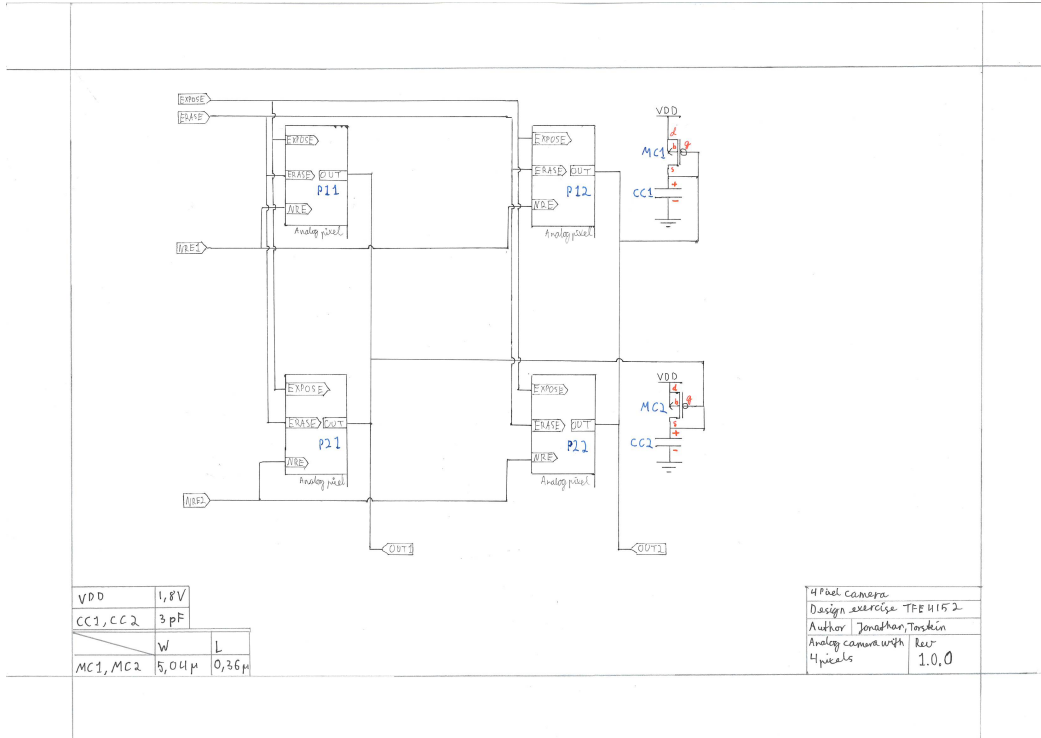 EXPOSE
ERASE
EXPOSE
ERASE OUT
P11
NRE
Analog pixel
EXPOSE
ERASE OUT
P12
NRE
Analog pixel
VDD
d
MC1 b g
s
CC1 +
-
NRE1
EXPOSE
ERASE OUT
P21
NRE
Analog pixel
EXPOSE
ERASE OUT
P22
NRE
Analog pixel
VDD
d
MC2 b g
s
CC2 +
-
NRE2
OUT1
OUT2
VDD 1,8V
CC1, CC2 3pF
W L
MC1, MC2 5,04µ 0,36µ
4 Pixel camera
Design exercise TFE4152
Author Jonathan, Torstein
Analog camera with Rev
4 pixels 1.0.0